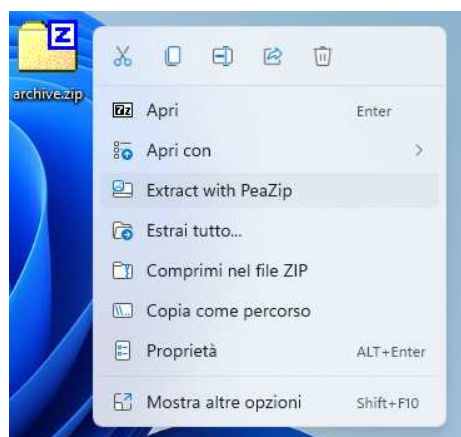 Z
archive.zip
Apri Enter
Apri con
Extract with PeaZip
Estrai tutto...
Comprimi nel file ZIP
Copia come percorso
Proprietà ALT+Enter
Mostra altre opzioni Shift+F10